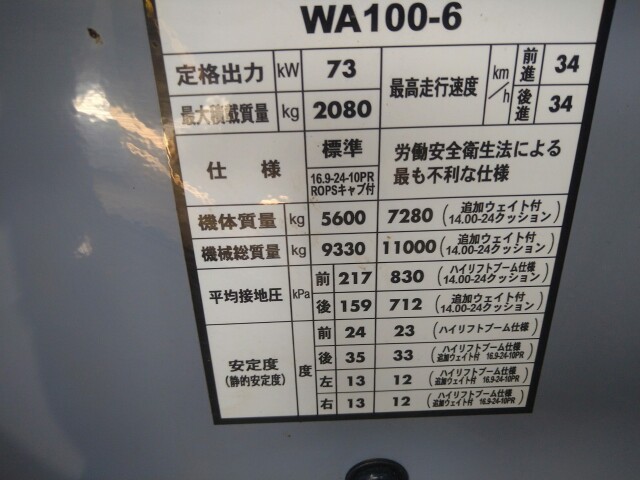 WA100-6
定格出力 kW 73 最高走行速度 km/h 前進 34
最大積載質量 kg 2080 後進 34
仕様 標準 労働安全衛生法による
16.9-24-10PR 最も不利な仕様
ROPSキャブ付
機体質量 kg 5600 7280 (追加ウェイト付 14.00-24クッション)
機械総質量 kg 9330 11000 (追加ウェイト付 14.00-24クッション)
平均接地圧 kPa 前 217 830 (ハイリフトブーム仕様 14.00-24クッション)
後 159 712 (追加ウェイト付 14.00-24クッション)
安定度 (静的安定度) 度 前 24 23 (ハイリフトブーム仕様)
後 35 33 (ハイリフトブーム仕様 追加ウェイト付 16.9-24-10PR)
左 13 12 (ハイリフトブーム仕様 追加ウェイト付 16.9-24-10PR)
右 13 12 (ハイリフトブーム仕様 追加ウェイト付 16.9-24-10PR)